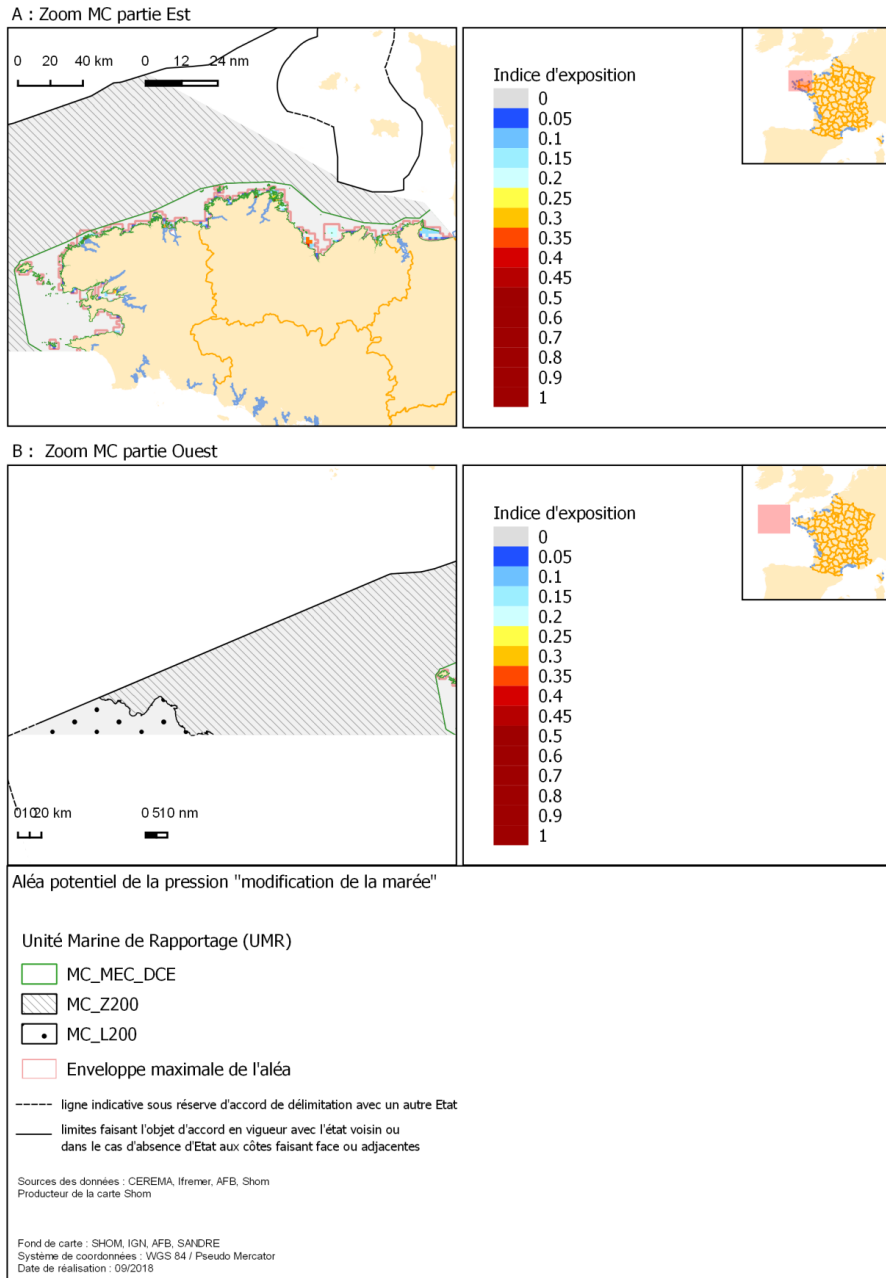 A : Zoom MC partie Est
0 20 40 km
0 12 24 nm
Indice d'exposition
0
0.05
0.1
0.15
0.2
0.25
0.3
0.35
0.4
0.45
0.5
0.6
0.7
0.8
0.9
1
B : Zoom MC partie Ouest
01020 km
0 510 nm
Indice d'exposition
0
0.05
0.1
0.15
0.2
0.25
0.3
0.35
0.4
0.45
0.5
0.6
0.7
0.8
0.9
1
Aléa potentiel de la pression "modification de la marée"
Unité Marine de Rapportage (UMR)
MC_MEC_DCE
MC_Z200
MC_L200
Enveloppe maximale de l'aléa
ligne indicative sous réserve d'accord de délimitation avec un autre Etat
limites faisant l'objet d'accord en vigueur avec l'état voisin ou
dans le cas d'absence d'Etat aux côtes faisant face ou adjacentes
Sources des données : CEREMA, Ifremer, AFB, Shom
Producteur de la carte Shom
Fond de carte : SHOM, IGN, AFB, SANDRE
Système de coordonnées : WGS 84 / Pseudo Mercator
Date de réalisation : 09/2018